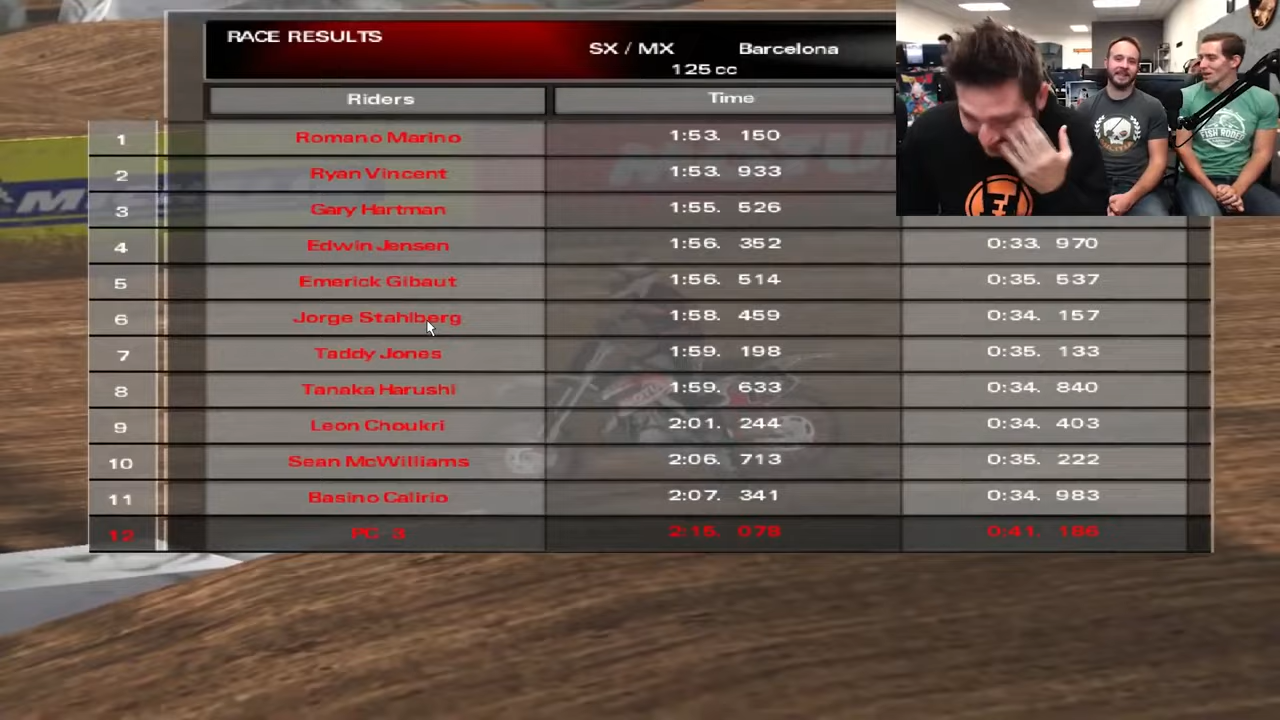 RACE RESULTS
SX / MX Barcelona
125 cc
Riders Time
1 Romano Marino 1:53. 150
2 Ryan Vincent 1:53. 933
3 Gary Hartman 1:55. 526
4 Edwin Jensen 1:56. 352 0:33. 970
5 Emerick Gibaut 1:56. 514 0:35. 537
6 Jorge Stahlberg 1:58. 459 0:34. 157
7 Taddy Jones 1:59. 198 0:35. 133
8 Tanaka Harushi 1:59. 633 0:34. 840
9 Leon Choukri 2:01. 244 0:34. 403
10 Sean McWilliams 2:06. 713 0:35. 222
11 Basino Calirio 2:07. 341 0:34. 983
12 PC-3 2:15. 078 0:41. 186